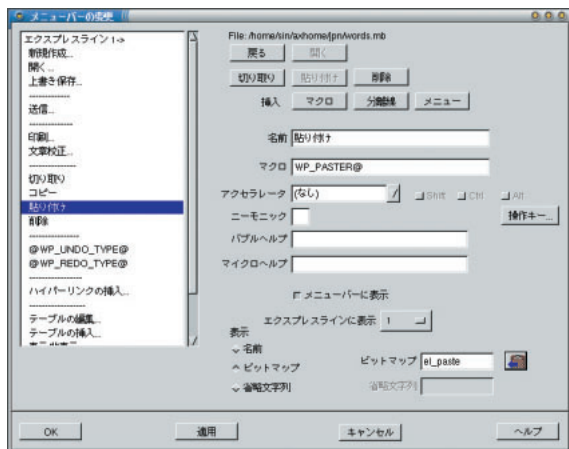 メニューバーの変更
エクスプレスライン 1->
新規作成...
開く...
上書き保存...
---------------
送信...
---------------
印刷...
文章校正...
---------------
切り取り
コピー
貼り付け
削除
---------------
@WP_UNDO_TYPE@
@WP_REDO_TYPE@
---------------
ハイパーリンクの挿入...
---------------
テーブルの編集...
テーブルの挿入...
File: /home/sin/axhome/jpn/words.mb
戻る 開く
切り取り 貼り付け 削除
挿入 マクロ 分離線 メニュー
名前 貼り付け
マクロ WP_PASTER@
アクセラレータ (なし) Shift Ctrl Alt
ニーモニック 操作キー...
バブルヘルプ
マイクロヘルプ
メニューバーに表示
エクスプレスラインに表示 1
表示
名前
ビットマップ ビットマップ el_paste
省略文字列 省略文字列
OK 適用 キャンセル ヘルプ